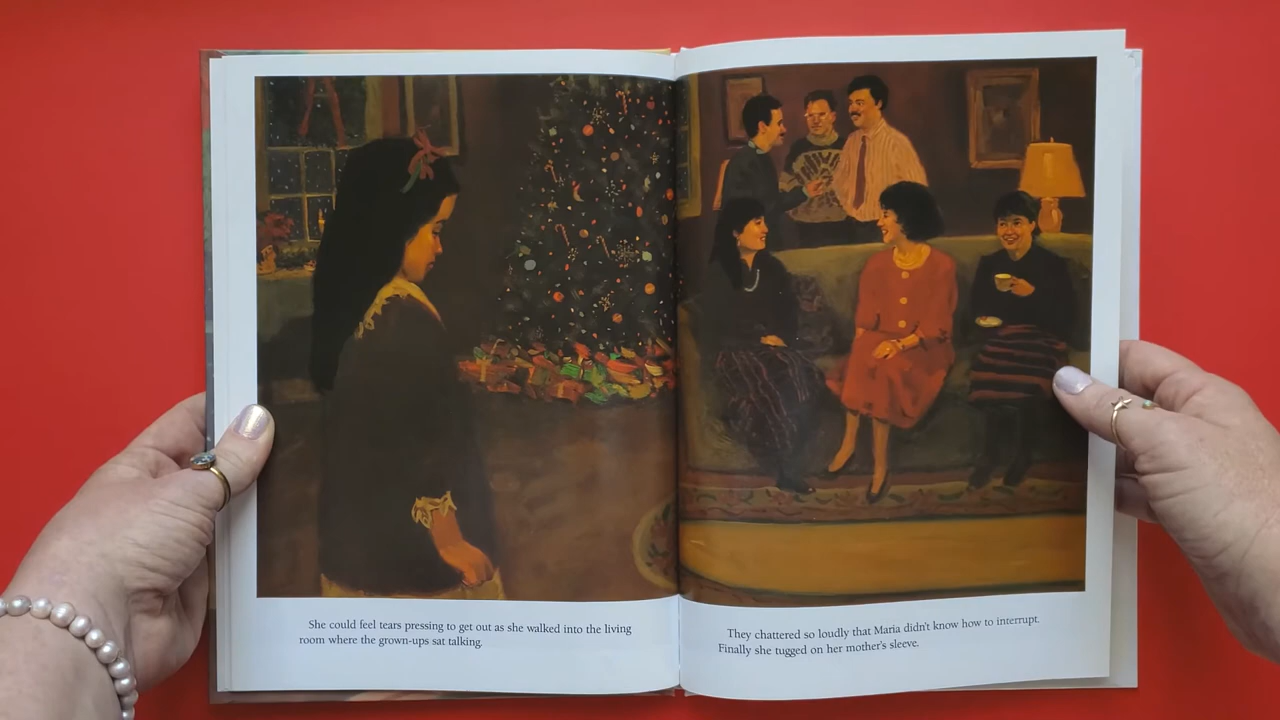 She could feel tears pressing to get out as she walked into the living
room where the grown-ups sat talking.
They chattered so loudly that Maria didn't know how to interrupt.
Finally she tugged on her mother's sleeve.